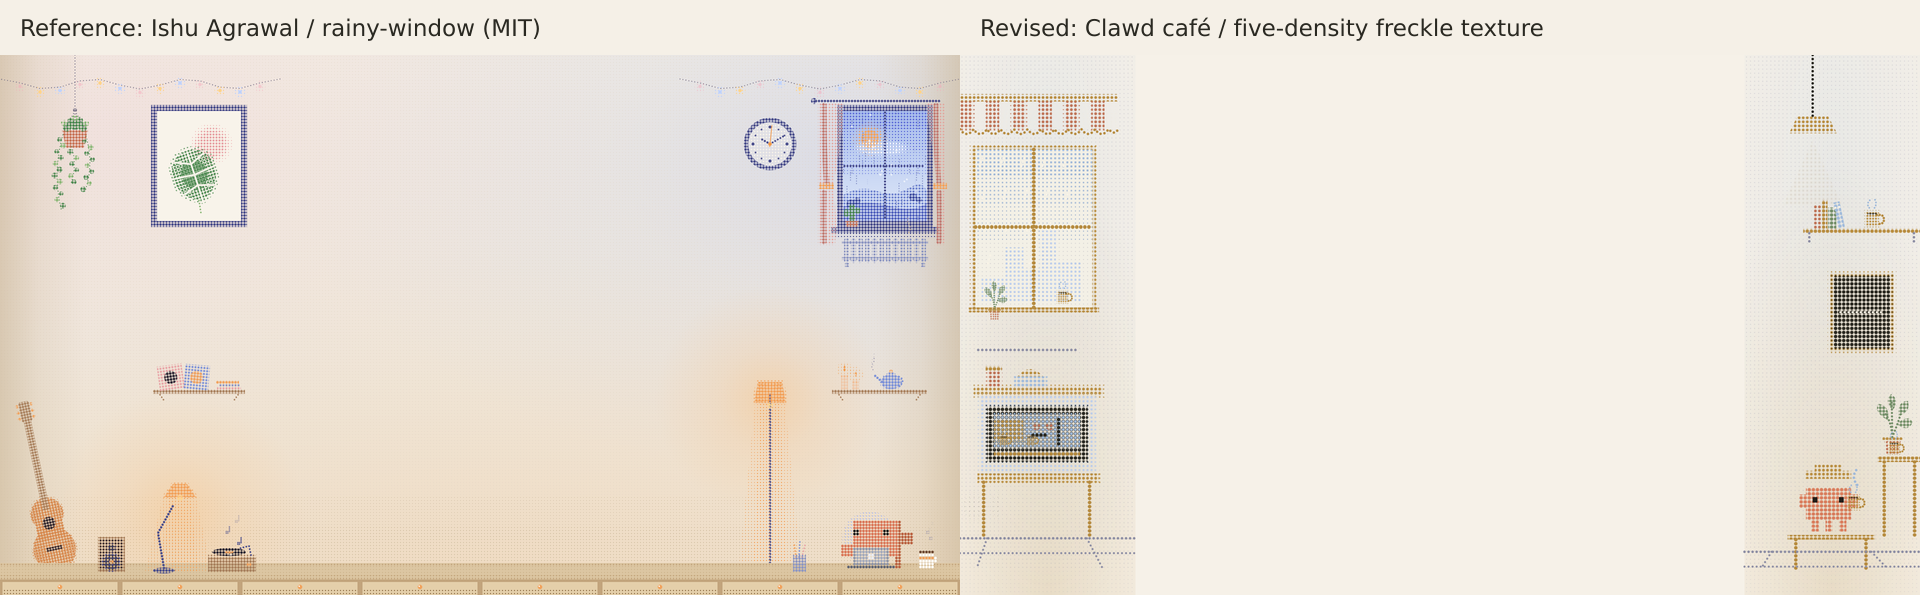 Reference: Ishu Agrawal / rainy-window (MIT)
Revised: Clawd café / five-density freckle texture